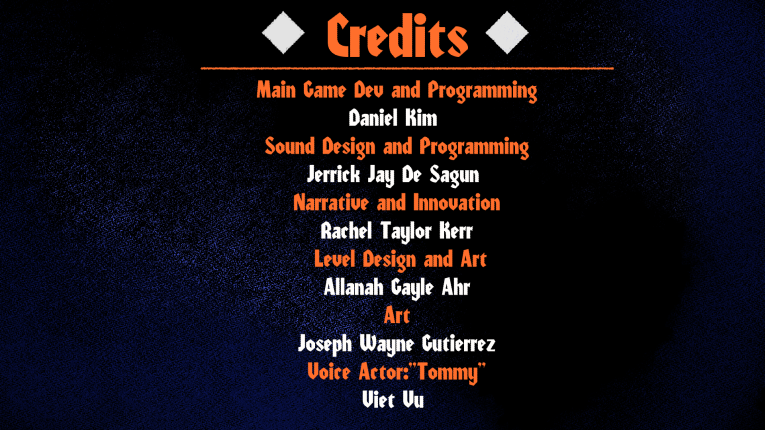 Credits
Main Game Dev and Programming
Daniel Kim
Sound Design and Programming
Jerrick Jay De Sagun
Narrative and Innovation
Rachel Taylor Kerr
Level Design and Art
Allanah Gayle Ahr
Art
Joseph Wayne Gutierrez
Voice Actor:"Tommy"
Viet Vu